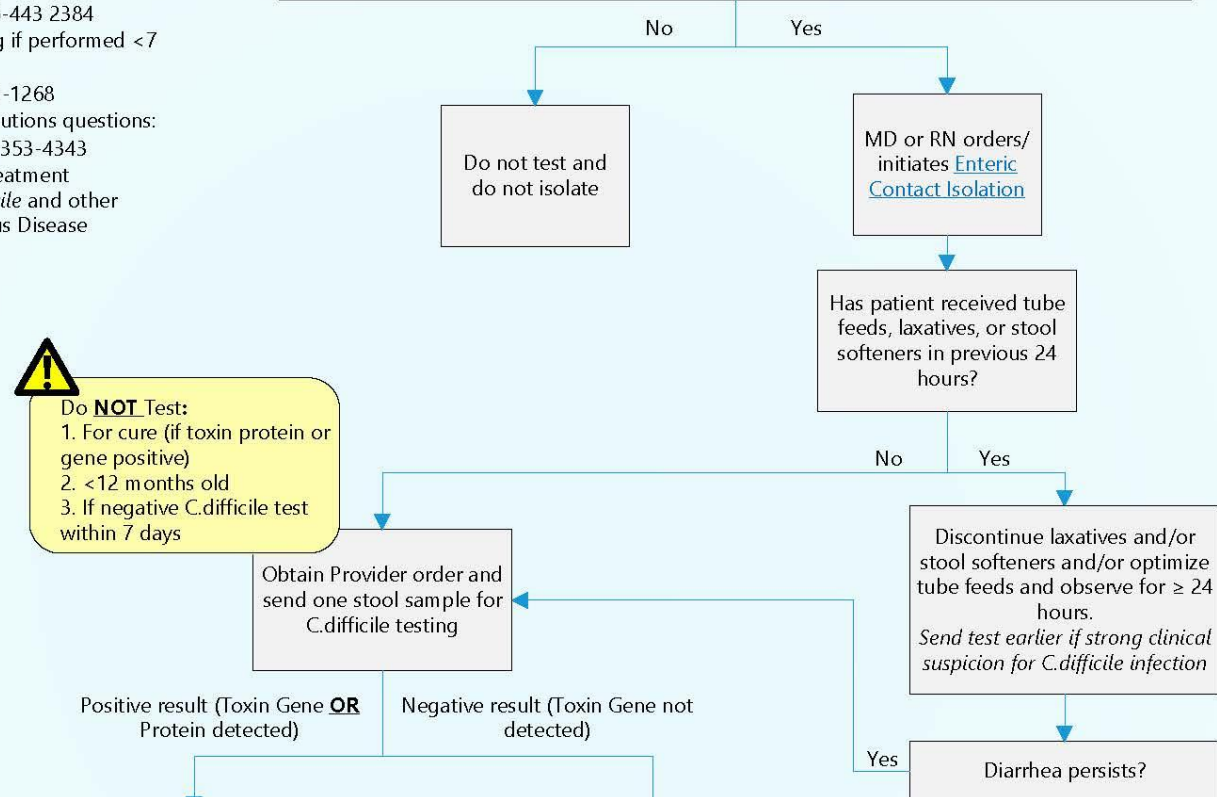 -443 2384
g if performed <7
-1268
utions questions:
353-4343
eatment
cile and other
us Disease
No
Yes
Do not test and
do not isolate
MD or RN orders/
initiates Enteric
Contact Isolation
Has patient received tube
feeds, laxatives, or stool
softeners in previous 24
hours?
No
Yes
Do NOT Test:
1. For cure (if toxin protein or
gene positive)
2. <12 months old
3. If negative C.difficile test
within 7 days
Obtain Provider order and
send one stool sample for
C.difficile testing
Discontinue laxatives and/or
stool softeners and/or optimize
tube feeds and observe for ≥ 24
hours.
Send test earlier if strong clinical
suspicion for C.difficile infection
Positive result (Toxin Gene OR
Protein detected)
Negative result (Toxin Gene not
detected)
Yes
Diarrhea persists?